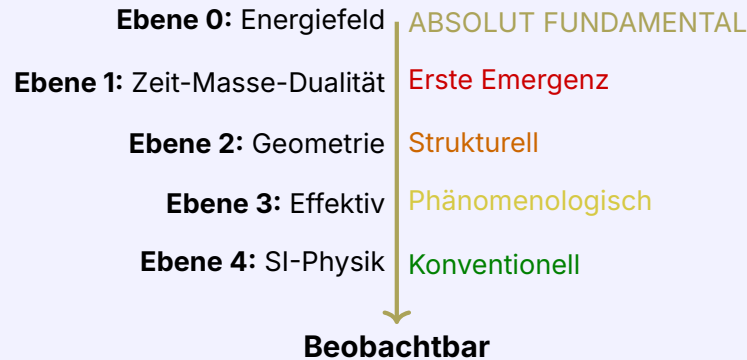 Ebene 0: Energiefeld ABSOLUT FUNDAMENTAL
Ebene 1: Zeit-Masse-Dualität Erste Emergenz
Ebene 2: Geometrie Strukturell
Ebene 3: Effektiv Phänomenologisch
Ebene 4: SI-Physik Konventionell
Beobachtbar